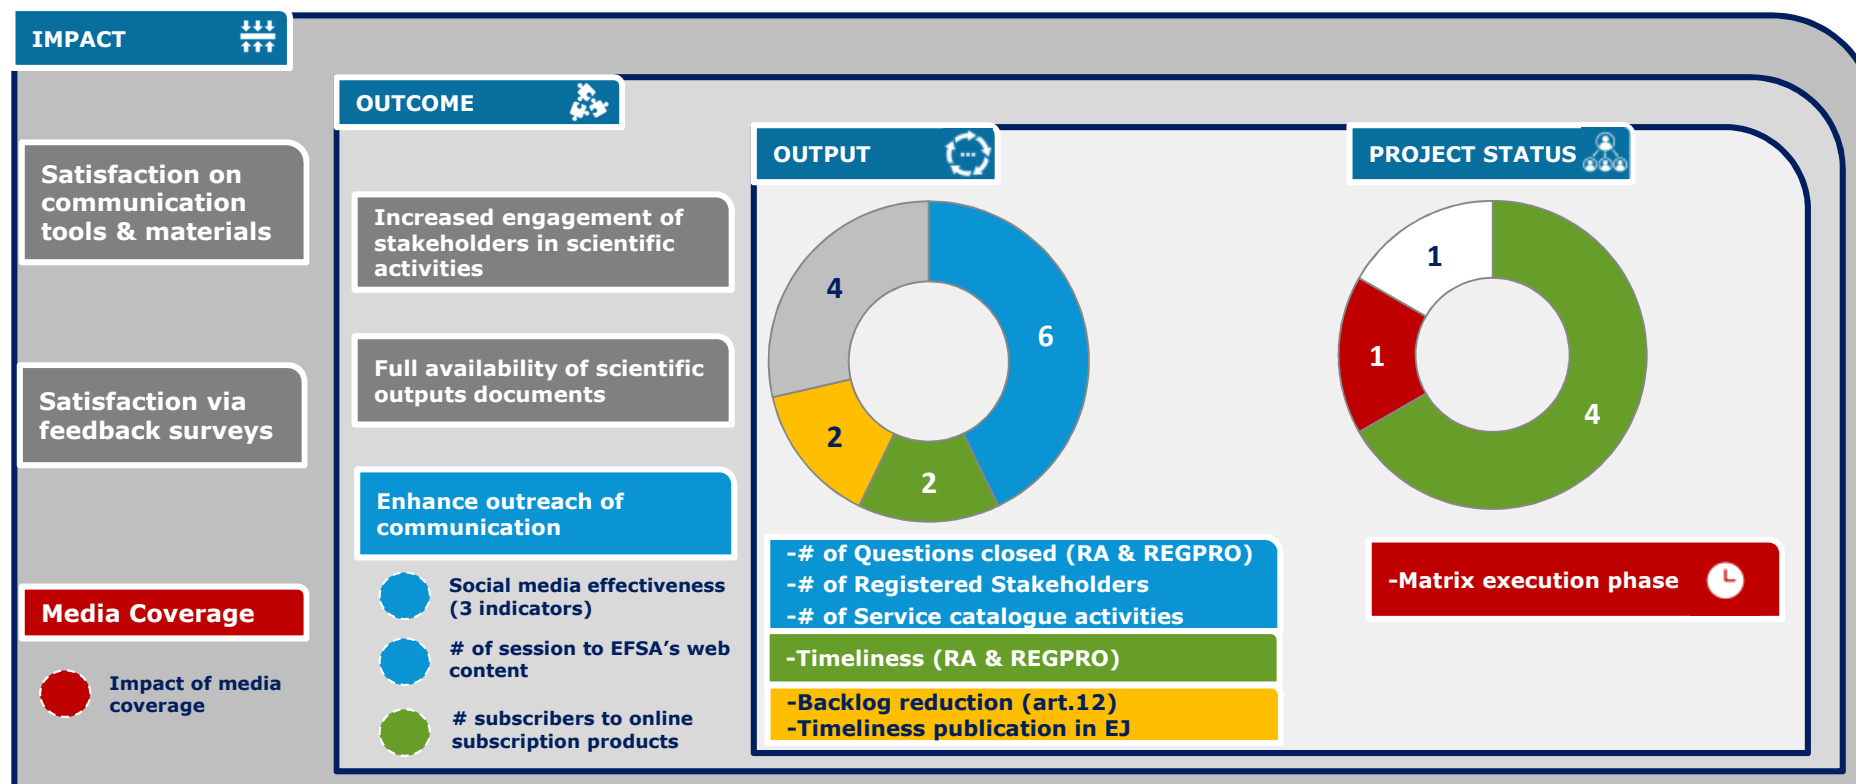 IMPACT
Satisfaction on
communication
tools & materials
Satisfaction via
feedback surveys
Media Coverage
Impact of media
coverage
OUTCOME
Increased engagement of
stakeholders in scientific
activities
Full availability of scientific
outputs documents
Enhance outreach of
communication
Social media effectiveness
(3 indicators)
# of session to EFSA's web
content
# subscribers to online
subscription products
OUTPUT
4
6
2
2
-# of Questions closed (RA & REGPRO)
-# of Registered Stakeholders
-# of Service catalogue activities
-Timeliness (RA & REGPRO)
-Backlog reduction (art.12)
-Timeliness publication in EJ
PROJECT STATUS
1
1
4
-Matrix execution phase